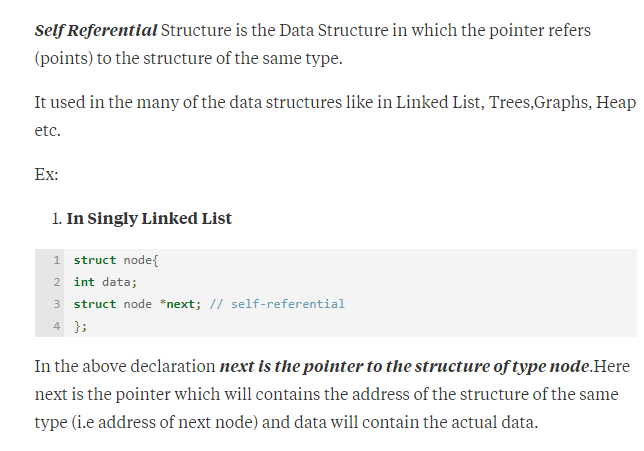 Self Referential Structure is the Data Structure in which the pointer refers
(points) to the structure of the same type.
It used in the many of the data structures like in Linked List, Trees,Graphs, Heap
etc.
Ex:
1. In Singly Linked List
1 struct node{
2 int data;
3 struct node *next; // self-referential
4 };
In the above declaration next is the pointer to the structure of type node.Here
next is the pointer which will contains the address of the structure of the same
type (i.e address of next node) and data will contain the actual data.